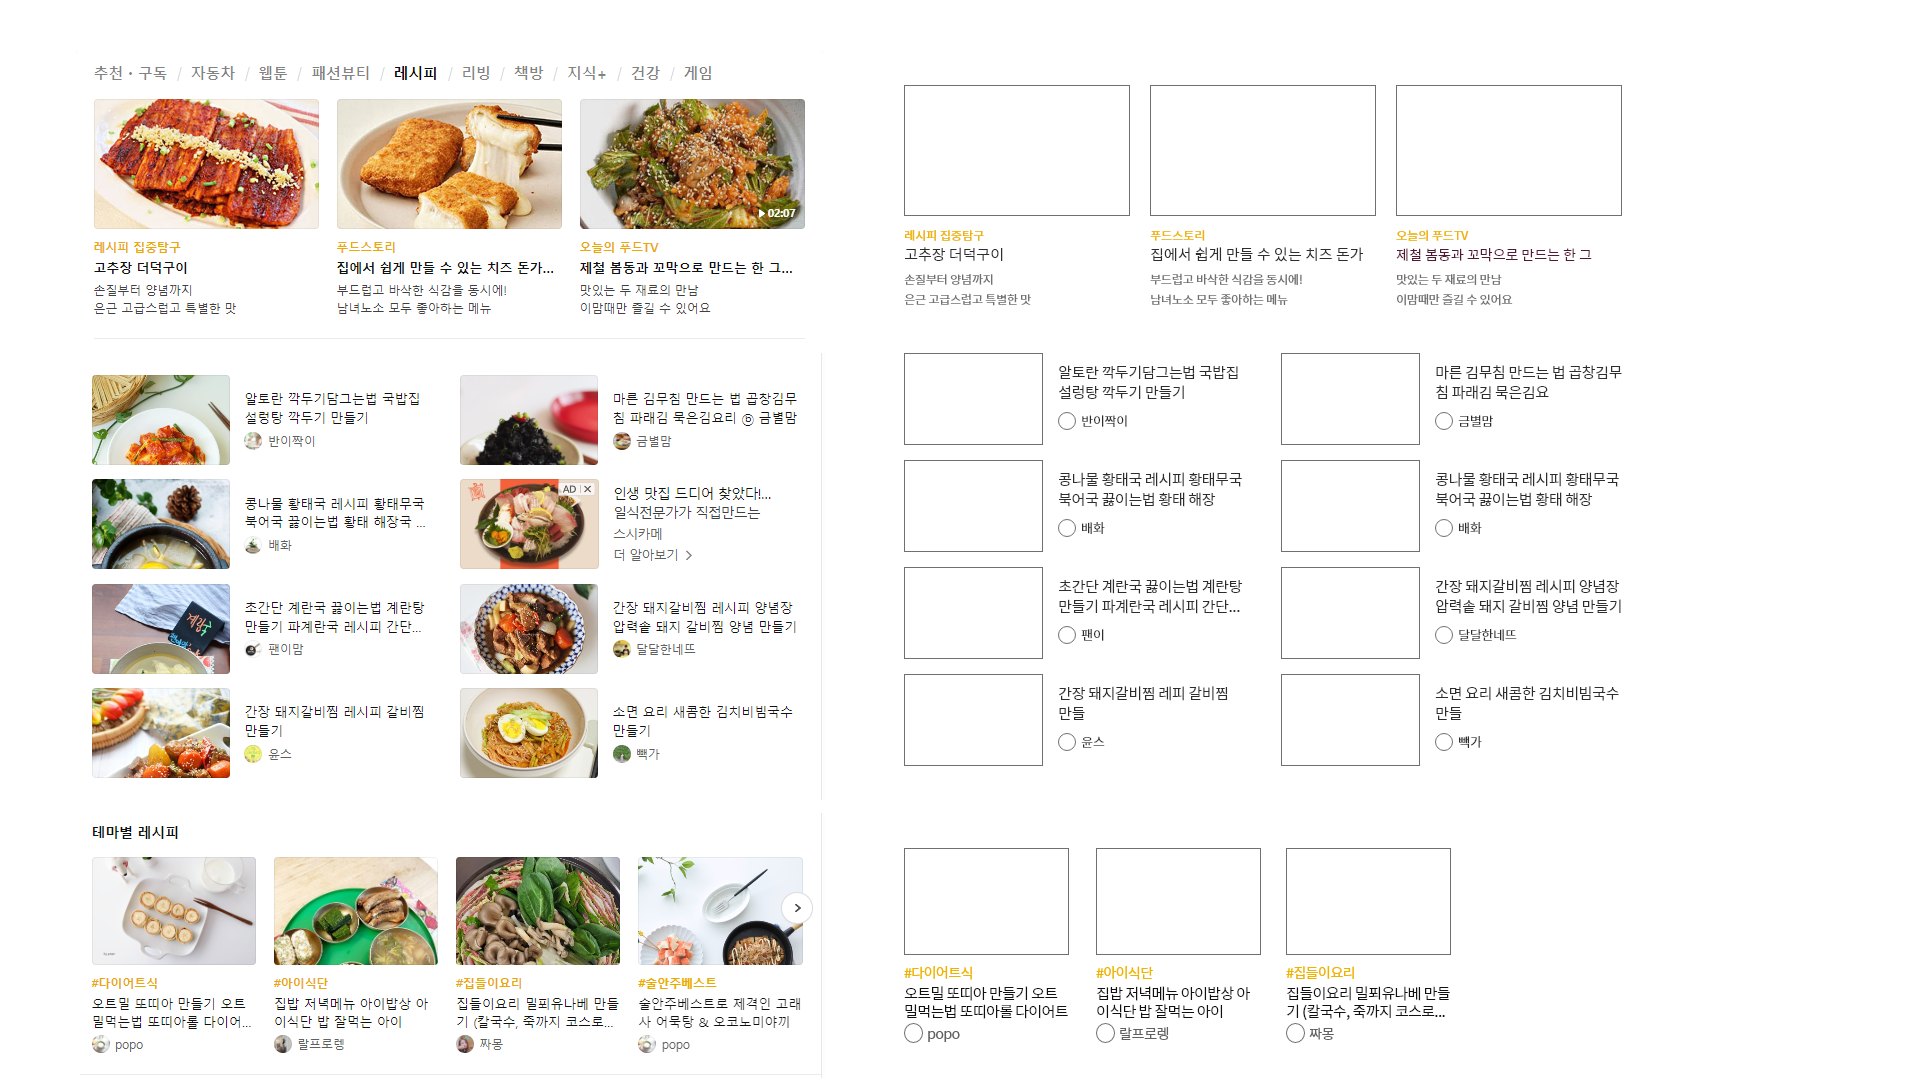 추천 · 구독 / 자동차 / 웹툰 / 패션뷰티 / 레시피 / 리빙 / 책방 / 지식+ / 건강 / 게임
02:07
레시피 집중탐구
고추장 더덕구이
손질부터 양념까지
은근 고급스럽고 특별한 맛
푸드스토리
집에서 쉽게 만들 수 있는 치즈 돈가...
부드럽고 바삭한 식감을 동시에!
남녀노소 모두 좋아하는 메뉴
오늘의 푸드TV
제철 봄동과 꼬막으로 만드는 한 그...
맛있는 두 재료의 만남
이맘때만 즐길 수 있어요
알토란 깍두기담그는법 국밥집
설렁탕 깍두기 만들기
반이짝이
마른 김무침 만드는 법 곱창김무
침 파래김 묵은김요리 ⓑ 금별맘
금별맘
콩나물 황태국 레시피 황태무국
북어국 끓이는법 황태 해장국 ...
배화
AD
인생 맛집 드디어 찾았다!...
일식전문가가 직접만드는
스시카메
더 알아보기 >
초간단 계란국 끓이는법 계란탕
만들기 파계란국 레시피 간단...
팬이맘
간장 돼지갈비찜 레시피 양념장
압력솥 돼지 갈비찜 양념 만들기
달달한네뜨
간장 돼지갈비찜 레시피 갈비찜
만들기
윤스
소면 요리 새콤한 김치비빔국수
만들기
빽가
테마별 레시피
#다이어트식
오트밀 또띠아 만들기 오트
밀먹는법 또띠아롤 다이어...
popo
#아이식단
집밥 저녁메뉴 아이밥상 아
이식단 밥 잘먹는 아이
랄프로렝
#집들이요리
집들이요리 밀푀유나베 만들
기 (칼국수, 죽까지 코스로...
짜몽
#술안주베스트
술안주베스트로 제격인 고래
사 어묵탕 & 오코노미야끼
popo
레시피 집중탐구
고추장 더덕구이
손질부터 양념까지
은근 고급스럽고 특별한 맛
푸드스토리
집에서 쉽게 만들 수 있는 치즈 돈가
부드럽고 바삭한 식감을 동시에!
남녀노소 모두 좋아하는 메뉴
오늘의 푸드TV
제철 봄동과 꼬막으로 만드는 한 그
맛있는 두 재료의 만남
이맘때만 즐길 수 있어요
알토란 깍두기담그는법 국밥집
설렁탕 깍두기 만들기
반이짝이
마른 김무침 만드는 법 곱창김무
침 파래김 묵은김요
금별맘
콩나물 황태국 레시피 황태무국
북어국 끓이는법 황태 해장
배화
콩나물 황태국 레시피 황태무국
북어국 끓이는법 황태 해장
배화
초간단 계란국 끓이는법 계란탕
만들기 파계란국 레시피 간단...
팬이
간장 돼지갈비찜 레시피 양념장
압력솥 돼지 갈비찜 양념 만들기
달달한네뜨
간장 돼지갈비찜 레피 갈비찜
만들
윤스
소면 요리 새콤한 김치비빔국수
만들
빽가
#다이어트식
오트밀 또띠아 만들기 오트
밀먹는법 또띠아롤 다이어트
popo
#아이식단
집밥 저녁메뉴 아이밥상 아
이식단 밥 잘먹는 아이
랄프로렝
#집들이요리
집들이요리 밀푀유나베 만들
기 (칼국수, 죽까지 코스로...
짜몽